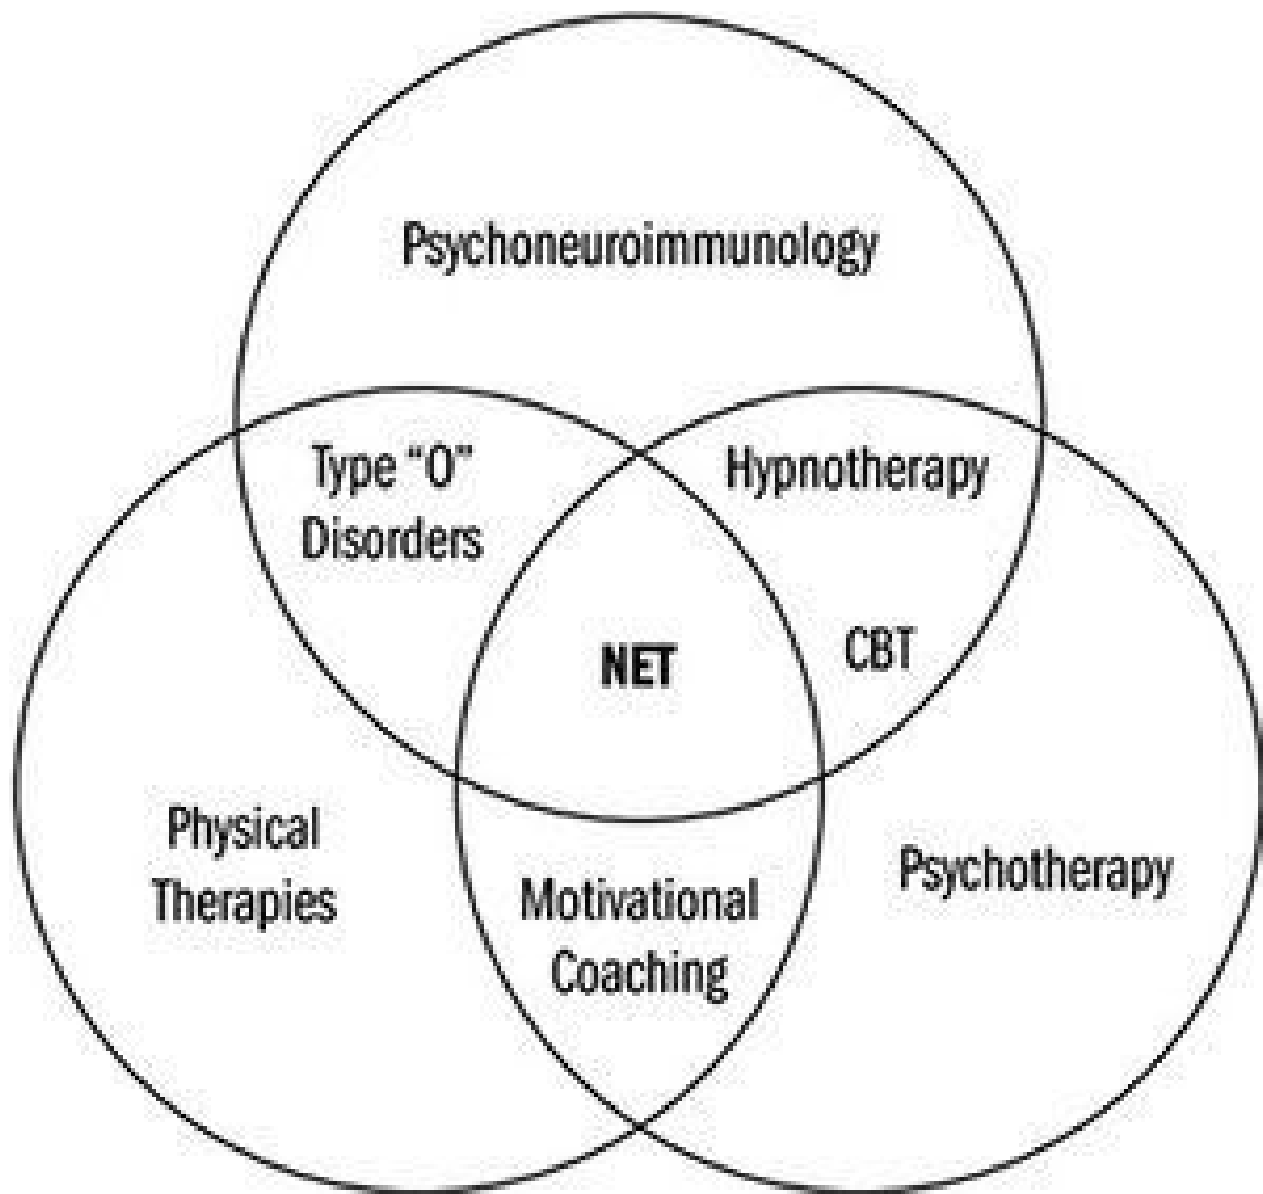 Psychoneuroimmunology
Type “O”
Disorders
Hypnotherapy
NET
CBT
Physical
Therapies
Motivational
Coaching
Psychotherapy